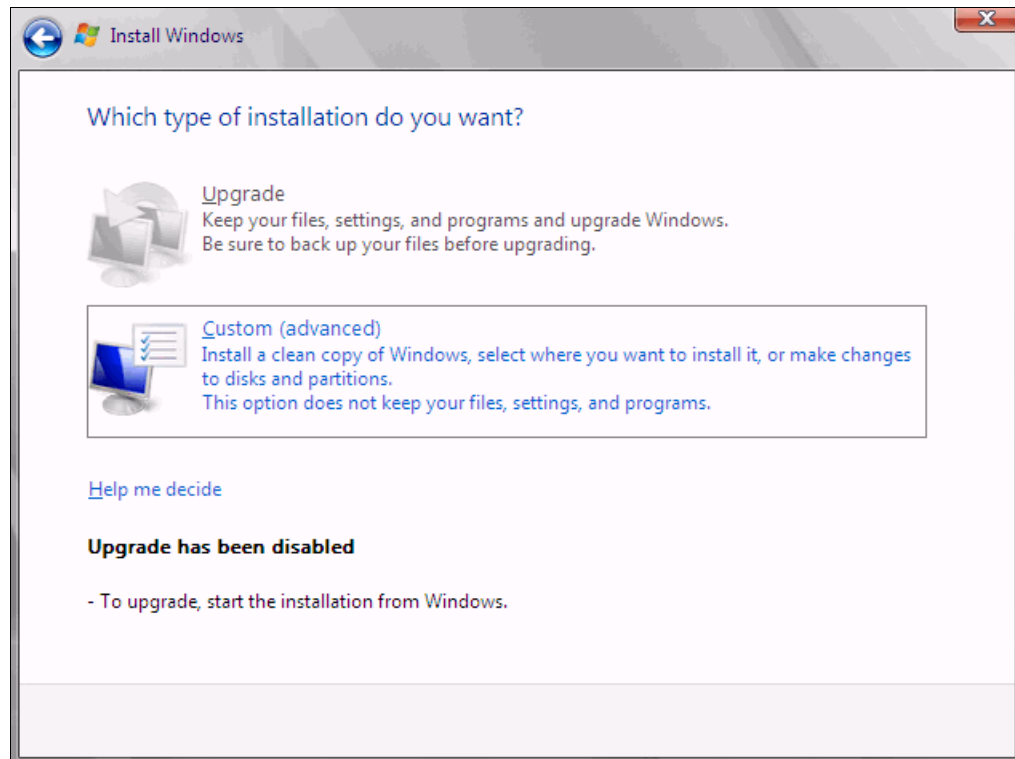 Install Windows
Which type of installation do you want?
Upgrade
Keep your files, settings, and programs and upgrade Windows.
Be sure to back up your files before upgrading.
Custom (advanced)
Install a clean copy of Windows, select where you want to install it, or make changes
to disks and partitions.
This option does not keep your files, settings, and programs.
Help me decide
Upgrade has been disabled
- To upgrade, start the installation from Windows.